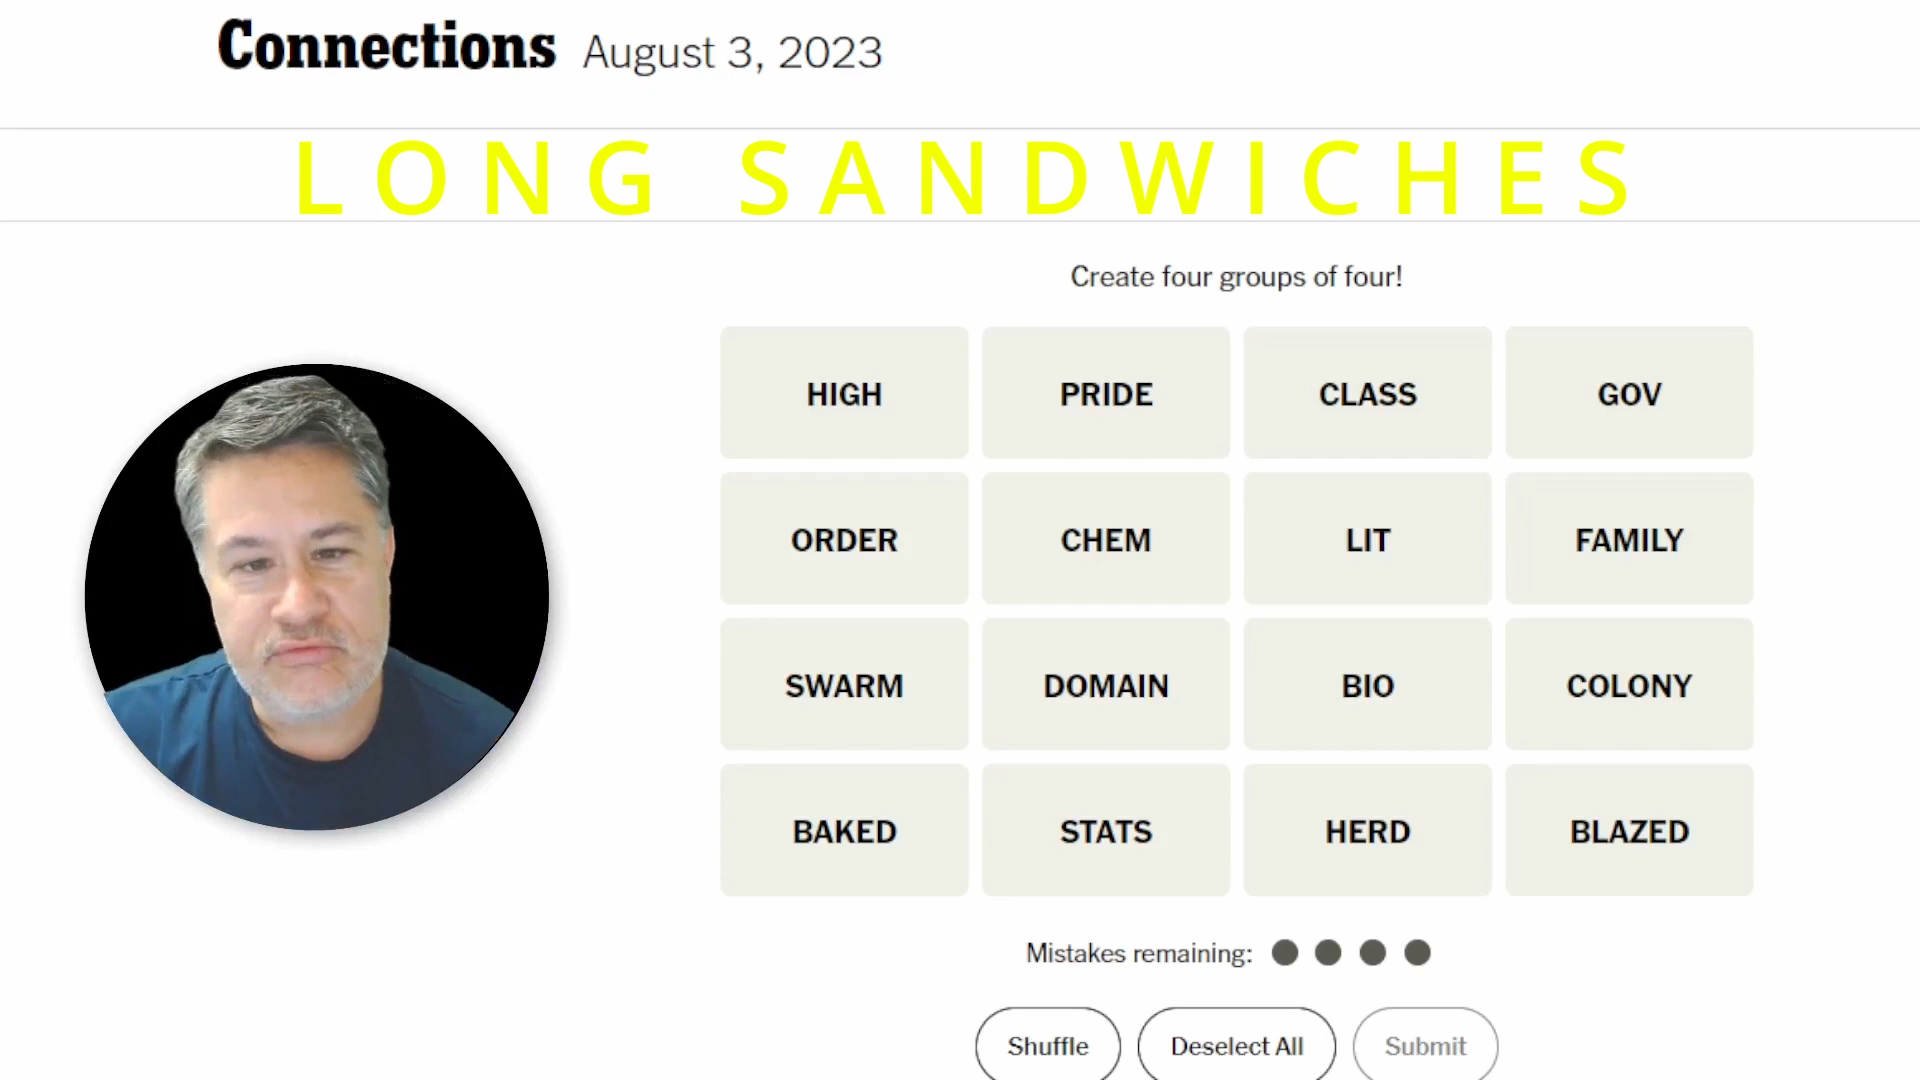 Connections August 3, 2023
LONG SANDWICHES
Create four groups of four!
HIGH PRIDE CLASS GOV
ORDER CHEM LIT FAMILY
SWARM DOMAIN BIO COLONY
BAKED STATS HERD BLAZED
Mistakes remaining:
Shuffle Deselect All Submit